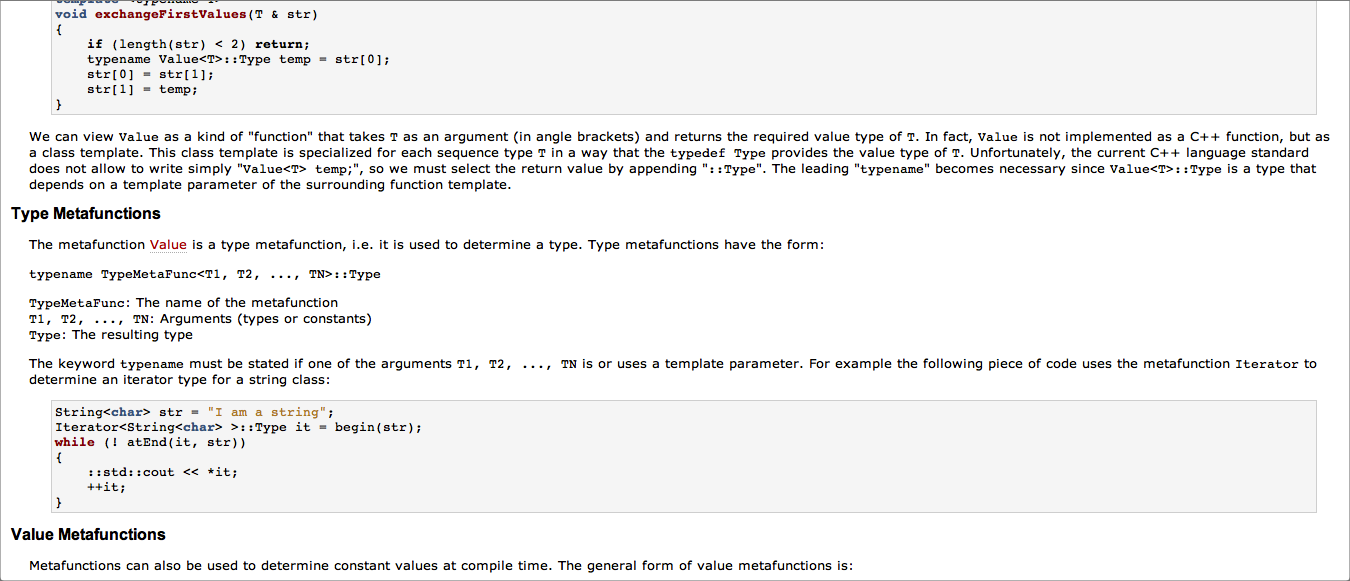 void exchangeFirstValues(T & str)
{
if (length(str) < 2) return;
typename Value<T>::Type temp = str[0];
str[0] = str[1];
str[1] = temp;
}
We can view Value as a kind of "function" that takes T as an argument (in angle brackets) and returns the required value type of T. In fact, Value is not implemented as a C++ function, but as
a class template. This class template is specialized for each sequence type T in a way that the typedef Type provides the value type of T. Unfortunately, the current C++ language standard
does not allow to write simply "Value<T> temp;", so we must select the return value by appending "::Type". The leading "typename" becomes necessary since Value<T>::Type is a type that
depends on a template parameter of the surrounding function template.
Type Metafunctions
The metafunction Value is a type metafunction, i.e. it is used to determine a type. Type metafunctions have the form:
typename TypeMetaFunc<T1, T2, ..., TN>::Type
TypeMetaFunc: The name of the metafunction
T1, T2, ..., TN: Arguments (types or constants)
Type: The resulting type
The keyword typename must be stated if one of the arguments T1, T2, ..., TN is or uses a template parameter. For example the following piece of code uses the metafunction Iterator to
determine an iterator type for a string class:
String<char> str = "I am a string";
Iterator<String<char> >::Type it = begin(str);
while (! atEnd(it, str))
{
::std::cout << *it;
++it;
}
Value Metafunctions
Metafunctions can also be used to determine constant values at compile time. The general form of value metafunctions is: